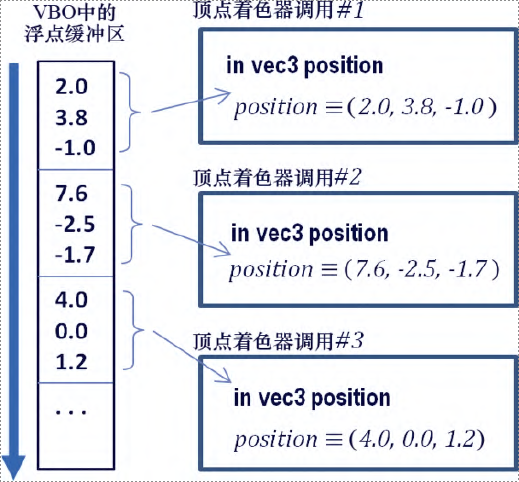 VBO中的
浮点缓冲区
2.0
3.8
-1.0
7.6
-2.5
-1.7
4.0
0.0
1.2
...
顶点着色器调用#1
in vec3 position
position ≡ ( 2.0, 3.8, -1.0 )
顶点着色器调用#2
in vec3 position
position ≡ (7.6, -2.5, -1.7 )
顶点着色器调用#3
in vec3 position
position ≡ (4.0, 0.0, 1.2)